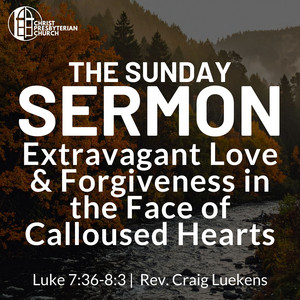 CHRIST
PRESBYTERIAN
CHURCH
THE SUNDAY
SERMON
Extravagant Love
& Forgiveness in
the Face of
Calloused Hearts
Luke 7:36-8:3 | Rev. Craig Luekens